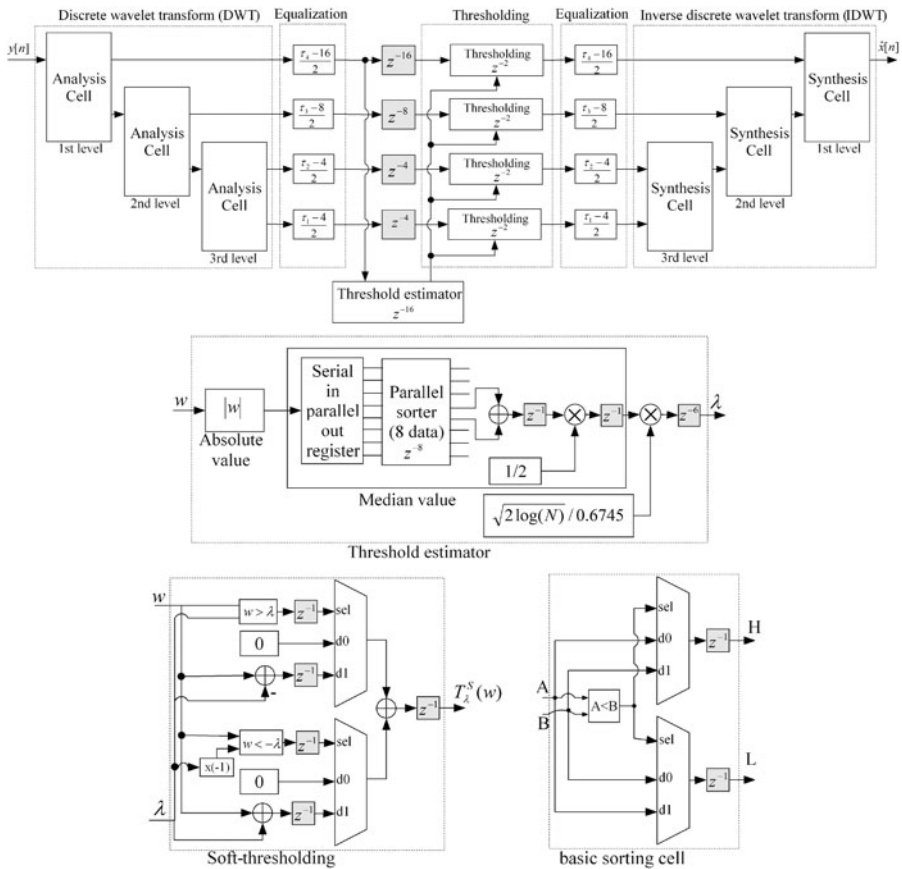 Discrete wavelet transform (DWT) Equalization Thresholding Equalization Inverse discrete wavelet transform (IDWT)
y[n]
Analysis Cell
1st level
Analysis Cell
2nd level
Analysis Cell
3rd level
(τ₄−16)/2
(τ₃−8)/2
(τ₂−4)/2
(τ₁−4)/2
z⁻¹⁶
z⁻⁸
z⁻⁴
z⁻⁴
Thresholding z⁻²
Thresholding z⁻²
Thresholding z⁻²
Thresholding z⁻²
(τ₄−16)/2
(τ₃−8)/2
(τ₂−4)/2
(τ₁−4)/2
Synthesis Cell
3rd level
Synthesis Cell
2nd level
Synthesis Cell
1st level
x̂[n]
Threshold estimator
z⁻¹⁶
w
|w|
Absolute value
Serial in parallel out register
Parallel sorter (8 data)
z⁻⁸
z⁻¹
1/2
z⁻¹
z⁻⁶
λ
Median value
√2log(N) / 0.6745
Threshold estimator
w
w > λ
z⁻¹
sel
0
d0
-
z⁻¹
d1
w < −λ
z⁻¹
sel
x(-1)
0
d0
λ
z⁻¹
d1
z⁻¹
T_λ^S(w)
Soft-thresholding
A
B
A<B
sel
d0
d1
z⁻¹
H
sel
d0
d1
z⁻¹
L
basic sorting cell